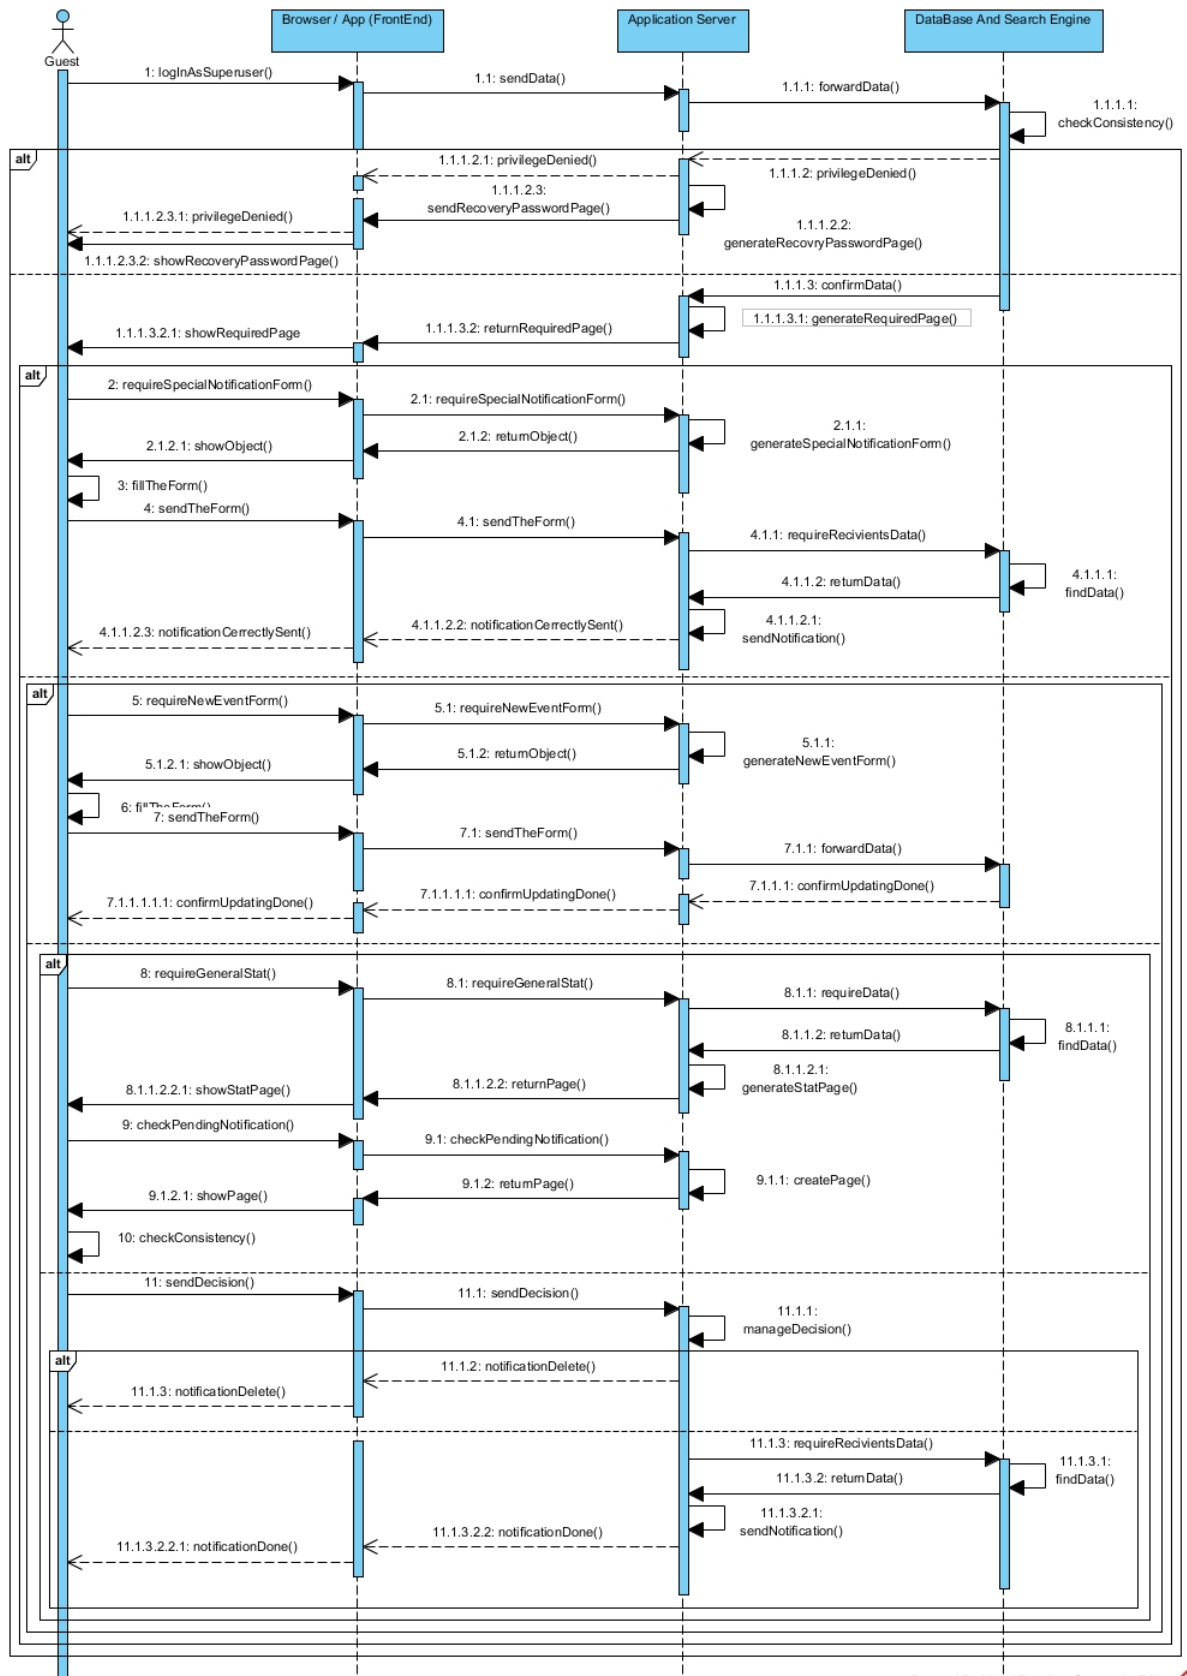 Browser / App (FrontEnd)
Application Server
DataBase And Search Engine
Guest
1: logInAsSuperuser()
1.1: sendData()
1.1.1: forwardData()
1.1.1.1:
checkConsistency()
alt
1.1.1.2.1: privilegeDenied()
1.1.1.2: privilegeDenied()
1.1.1.2.3:
sendRecoveryPasswordPage()
1.1.1.2.3.1: privilegeDenied()
1.1.1.2.2:
generateRecovryPasswordPage()
1.1.1.2.3.2: showRecoveryPasswordPage()
1.1.1.3: confirmData()
1.1.1.3.1: generateRequiredPage()
1.1.1.3.2: returnRequiredPage()
1.1.1.3.2.1: showRequiredPage
alt
2: requireSpecialNotificationForm()
2.1: requireSpecialNotificationForm()
2.1.1:
generateSpecialNotificationForm()
2.1.2: returnObject()
2.1.2.1: showObject()
3: fillTheForm()
4: sendTheForm()
4.1: sendTheForm()
4.1.1: requireRecivientsData()
4.1.1.1:
findData()
4.1.1.2: returnData()
4.1.1.2.1:
sendNotification()
4.1.1.2.2: notificationCerrectlySent()
4.1.1.2.3: notificationCerrectlySent()
alt
5: requireNewEventForm()
5.1: requireNewEventForm()
5.1.1:
generateNewEventForm()
5.1.2: returnObject()
5.1.2.1: showObject()
6: fillTheForm()
7: sendTheForm()
7.1: sendTheForm()
7.1.1: forwardData()
7.1.1.1: confirmUpdatingDone()
7.1.1.1.1: confirmUpdatingDone()
7.1.1.1.1.1: confirmUpdatingDone()
alt
8: requireGeneralStat()
8.1: requireGeneralStat()
8.1.1: requireData()
8.1.1.1:
findData()
8.1.1.2: returnData()
8.1.1.2.1:
generateStatPage()
8.1.1.2.2: returnPage()
8.1.1.2.2.1: showStatPage()
9: checkPendingNotification()
9.1: checkPendingNotification()
9.1.1: createPage()
9.1.2: returnPage()
9.1.2.1: showPage()
10: checkConsistency()
11: sendDecision()
11.1: sendDecision()
11.1.1:
manageDecision()
alt
11.1.2: notificationDelete()
11.1.3: notificationDelete()
11.1.3: requireRecivientsData()
11.1.3.1:
findData()
11.1.3.2: returnData()
11.1.3.2.1:
sendNotification()
11.1.3.2.2: notificationDone()
11.1.3.2.2.1: notificationDone()